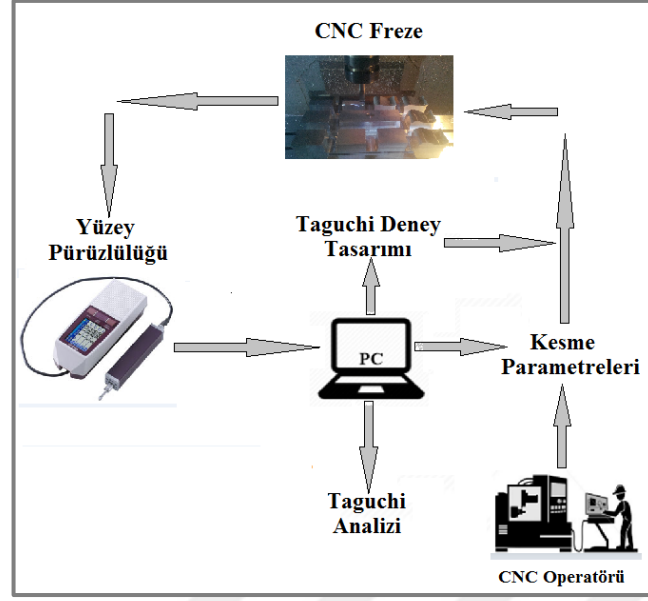 CNC Freze
Yüzey
Pürüzlülüğü
Taguchi Deney
Tasarımı
PC
Kesme
Parametreleri
Taguchi
Analizi
CNC Operatörü